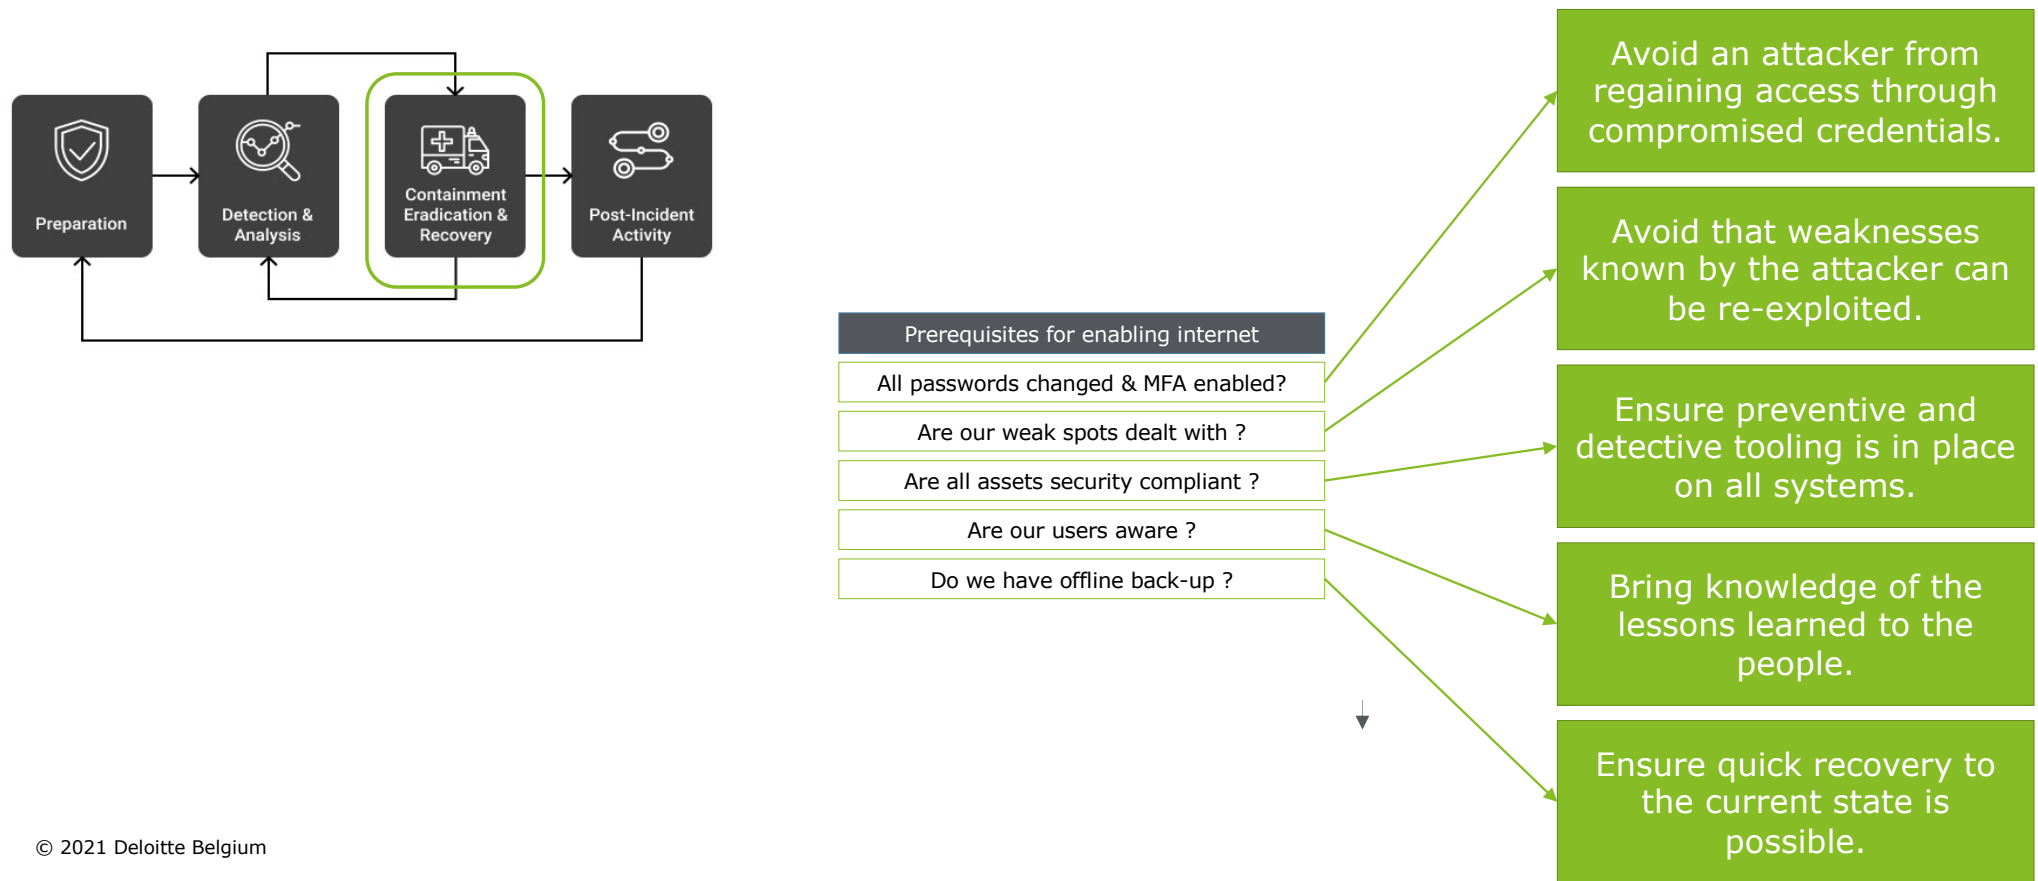 Preparation
Detection &
Analysis
Containment
Eradication &
Recovery
Post-Incident
Activity
Prerequisites for enabling internet
All passwords changed & MFA enabled?
Are our weak spots dealt with ?
Are all assets security compliant ?
Are our users aware ?
Do we have offline back-up ?
Avoid an attacker from
regaining access through
compromised credentials.
Avoid that weaknesses
known by the attacker can
be re-exploited.
Ensure preventive and
detective tooling is in place
on all systems.
Bring knowledge of the
lessons learned to the
people.
Ensure quick recovery to
the current state is
possible.
© 2021 Deloitte Belgium